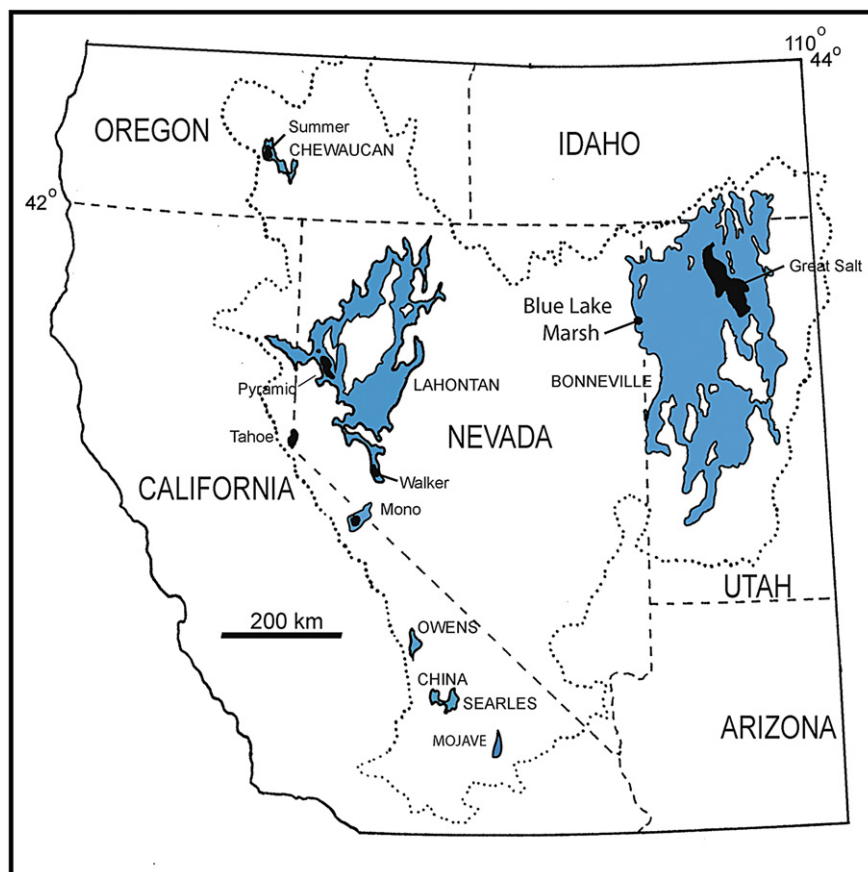 110°
44°
OREGON
Summer
CHEWAUCAN
IDAHO
42°
Great Salt
Blue Lake
Marsh
Pyramic
LAHONTAN
BONNEVILLE
Tahoe
NEVADA
Walker
CALIFORNIA
Mono
UTAH
200 km
OWENS
CHINA
SEARLES
MOJAVE
ARIZONA